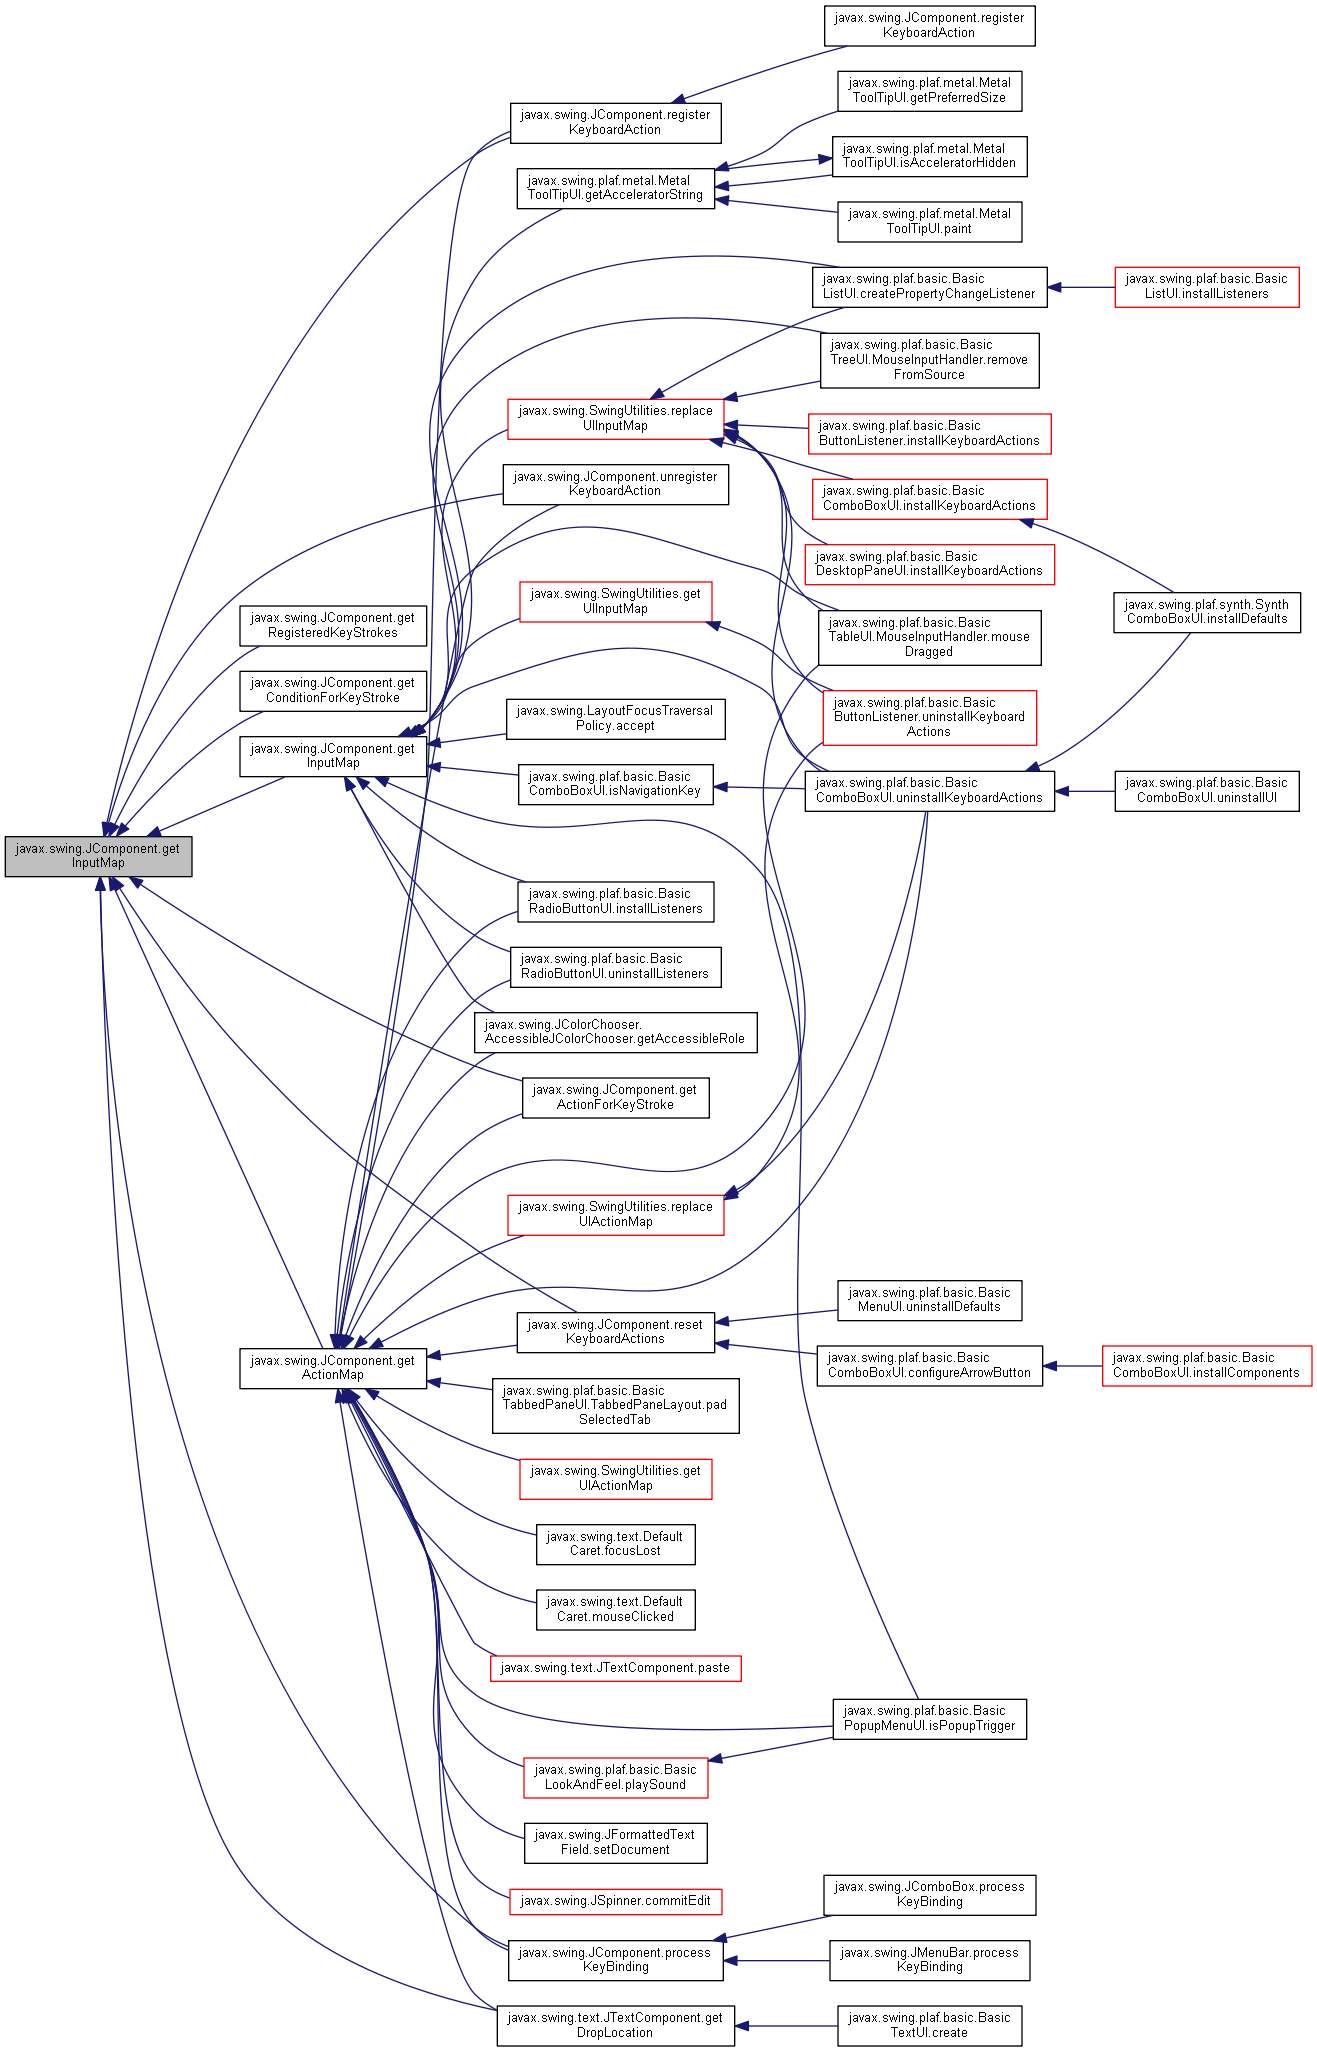 javax.swing.JComponent.register
KeyboardAction
javax.swing.plaf.metal.Metal
ToolTipUI.getPreferredSize
javax.swing.JComponent.register
KeyboardAction
javax.swing.plaf.metal.Metal
ToolTipUI.isAcceleratorHidden
javax.swing.plaf.metal.Metal
ToolTipUI.getAcceleratorString
javax.swing.plaf.metal.Metal
ToolTipUI.paint
javax.swing.plaf.basic.Basic
ListUI.createPropertyChangeListener
javax.swing.plaf.basic.Basic
ListUI.installListeners
javax.swing.plaf.basic.Basic
TreeUI.MouseInputHandler.remove
FromSource
javax.swing.SwingUtilities.replace
UIInputMap
javax.swing.plaf.basic.Basic
ButtonListener.installKeyboardActions
javax.swing.JComponent.unregister
KeyboardAction
javax.swing.plaf.basic.Basic
ComboBoxUI.installKeyboardActions
javax.swing.plaf.basic.Basic
DesktopPaneUI.installKeyboardActions
javax.swing.SwingUtilities.get
UIInputMap
javax.swing.plaf.synth.Synth
ComboBoxUI.installDefaults
javax.swing.JComponent.get
RegisteredKeyStrokes
javax.swing.plaf.basic.Basic
TableUI.MouseInputHandler.mouse
Dragged
javax.swing.JComponent.get
ConditionForKeyStroke
javax.swing.LayoutFocusTraversal
Policy.accept
javax.swing.plaf.basic.Basic
ButtonListener.uninstallKeyboard
Actions
javax.swing.JComponent.get
InputMap
javax.swing.plaf.basic.Basic
ComboBoxUI.isNavigationKey
javax.swing.plaf.basic.Basic
ComboBoxUI.uninstallKeyboardActions
javax.swing.plaf.basic.Basic
ComboBoxUI.uninstallUI
javax.swing.JComponent.get
InputMap
javax.swing.plaf.basic.Basic
RadioButtonUI.installListeners
javax.swing.plaf.basic.Basic
RadioButtonUI.uninstallListeners
javax.swing.JColorChooser.
AccessibleJColorChooser.getAccessibleRole
javax.swing.JComponent.get
ActionForKeyStroke
javax.swing.SwingUtilities.replace
UIActionMap
javax.swing.plaf.basic.Basic
MenuUI.uninstallDefaults
javax.swing.JComponent.reset
KeyboardActions
javax.swing.JComponent.get
ActionMap
javax.swing.plaf.basic.Basic
ComboBoxUI.configureArrowButton
javax.swing.plaf.basic.Basic
ComboBoxUI.installComponents
javax.swing.plaf.basic.Basic
TabbedPaneUI.TabbedPaneLayout.pad
SelectedTab
javax.swing.SwingUtilities.get
UIActionMap
javax.swing.text.Default
Caret.focusLost
javax.swing.text.Default
Caret.mouseClicked
javax.swing.text.JTextComponent.paste
javax.swing.plaf.basic.Basic
PopupMenuUI.isPopupTrigger
javax.swing.plaf.basic.Basic
LookAndFeel.playSound
javax.swing.JFormattedText
Field.setDocument
javax.swing.JSpinner.commitEdit
javax.swing.JComboBox.process
KeyBinding
javax.swing.JComponent.process
KeyBinding
javax.swing.JMenuBar.process
KeyBinding
javax.swing.text.JTextComponent.get
DropLocation
javax.swing.plaf.basic.Basic
TextUI.create